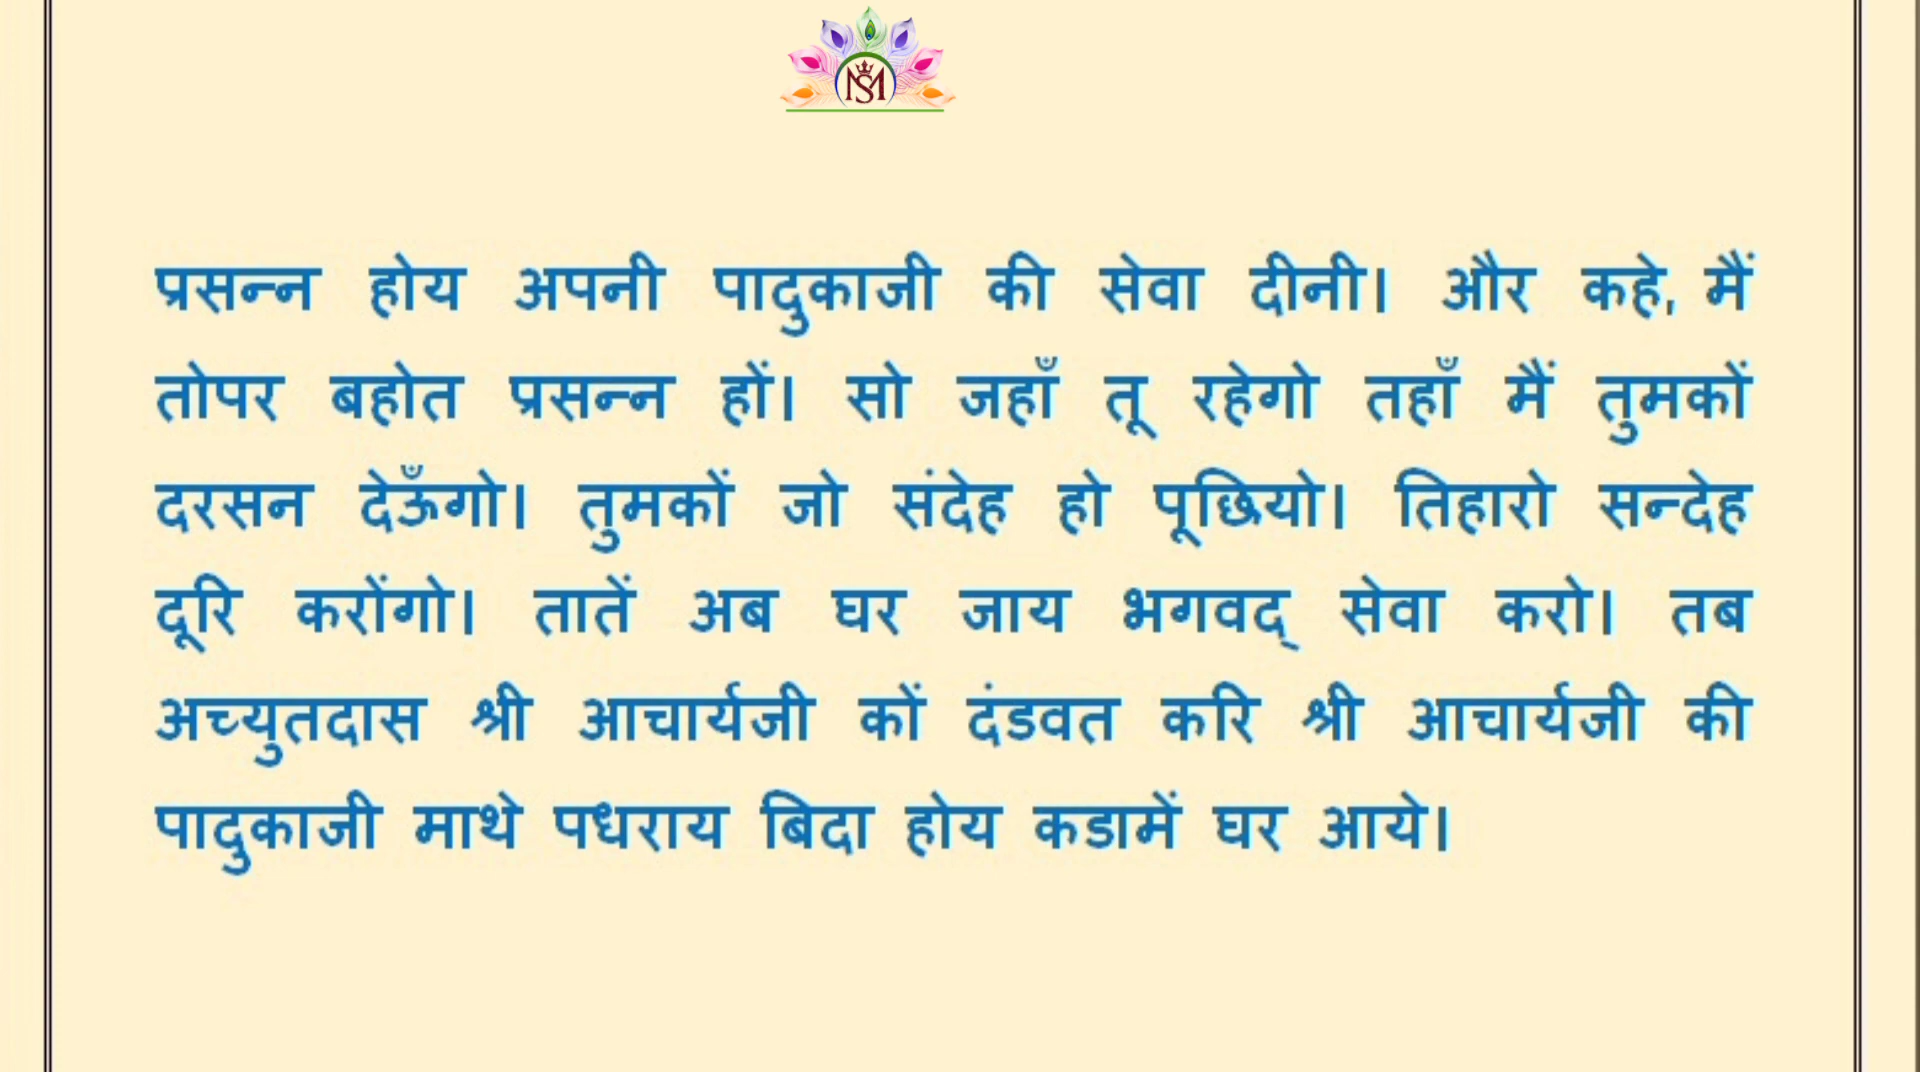 प्रसन्न होय अपनी पादुकाजी की सेवा दीनी। और कहे, मैं
तोपर बहोत प्रसन्न हों। सो जहाँ तू रहेगो तहाँ मैं तुमकों
दरसन देऊँगो। तुमकों जो संदेह हो पूछियो। तिहारो सन्देह
दूरि करोंगो। तातें अब घर जाय भगवद् सेवा करो। तब
अच्युतदास श्री आचार्यजी कों दंडवत करि श्री आचार्यजी की
पादुकाजी माथे पधराय बिदा होय कडामें घर आये।